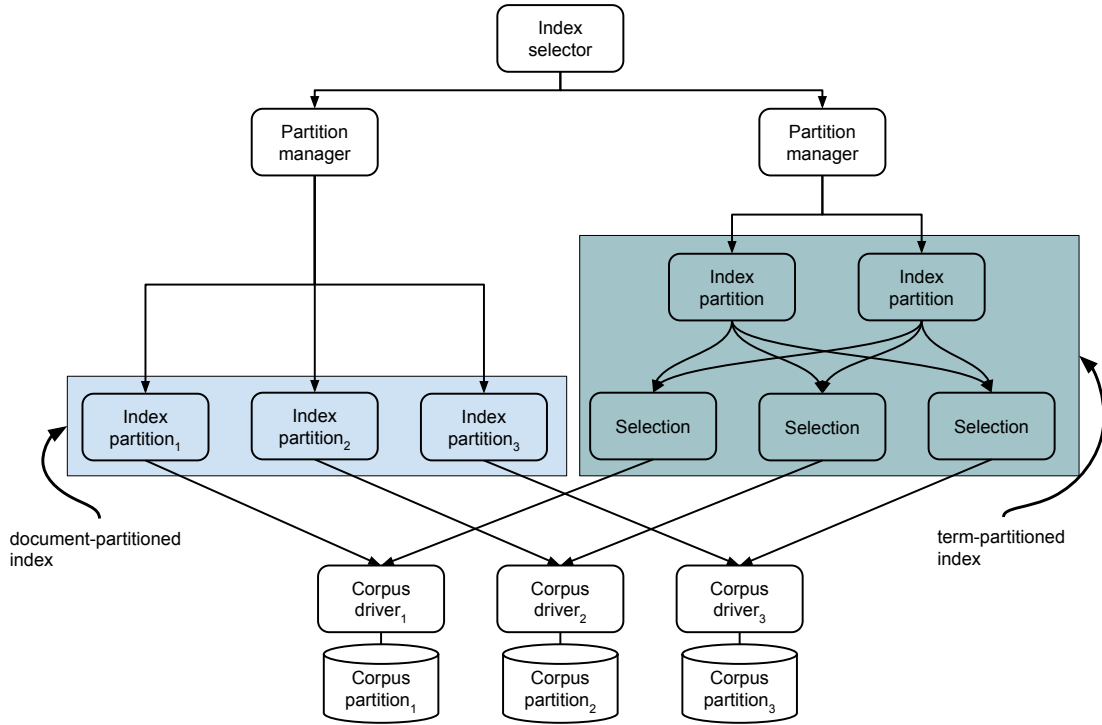 Index
selector
Partition
manager
Partition
manager
Index
partition
Index
partition
Index
partition₁
Index
partition₂
Index
partition₃
Selection
Selection
Selection
document-partitioned
index
term-partitioned
index
Corpus
driver₁
Corpus
driver₂
Corpus
driver₃
Corpus
partition₁
Corpus
partition₂
Corpus
partition₃